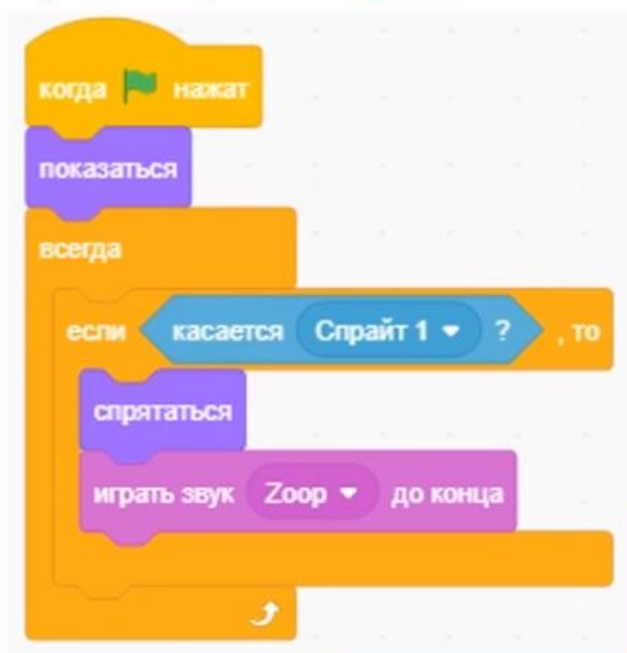 когда нажат
показаться
всегда
если касается Спрайт 1 ? , то
спрятаться
играть звук Zoop до конца